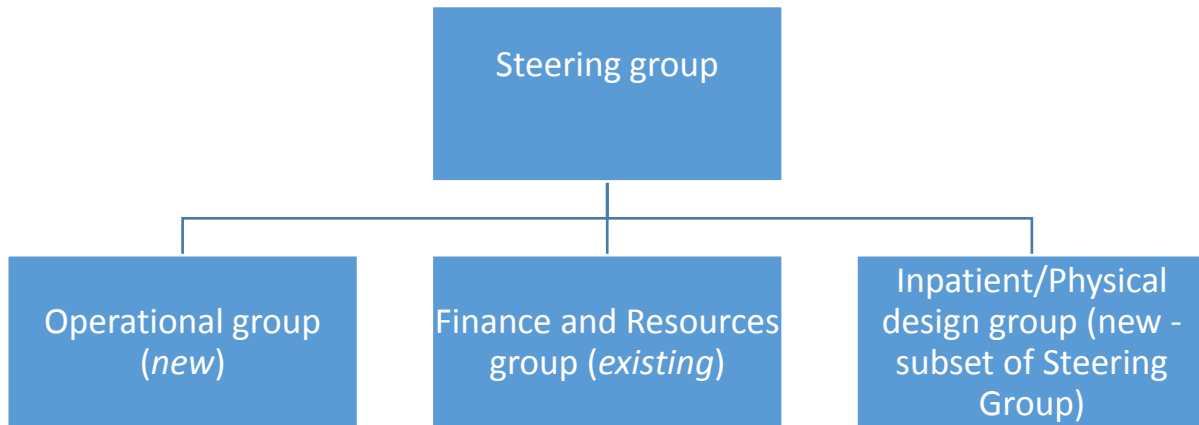 Steering group
Operational group
(new)
Finance and Resources
group (existing)
Inpatient/Physical
design group (new -
subset of Steering
Group)